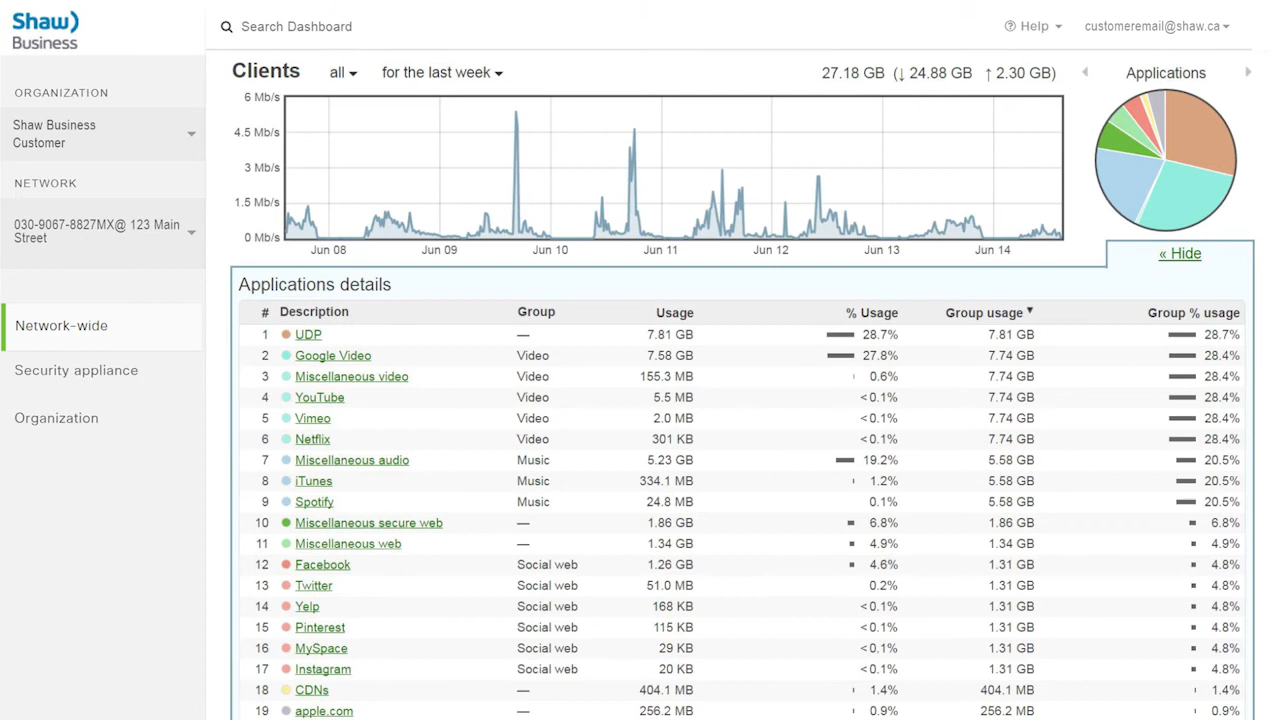 Shaw)
Business
Search Dashboard
Help
customeremail@shaw.ca
ORGANIZATION
Shaw Business
Customer
NETWORK
030-9067-8827MX@ 123 Main
Street
Network-wide
Security appliance
Organization
Clients all for the last week 27.18 GB (↓ 24.88 GB ↑ 2.30 GB)
Applications
6 Mb/s
4.5 Mb/s
3 Mb/s
1.5 Mb/s
0 Mb/s
Jun 08 Jun 09 Jun 10 Jun 11 Jun 12 Jun 13 Jun 14
« Hide
Applications details
# Description Group Usage % Usage Group usage Group % usage
1 UDP — 7.81 GB 28.7% 7.81 GB 28.7%
2 Google Video Video 7.58 GB 27.8% 7.74 GB 28.4%
3 Miscellaneous video Video 155.3 MB 0.6% 7.74 GB 28.4%
4 YouTube Video 5.5 MB <0.1% 7.74 GB 28.4%
5 Vimeo Video 2.0 MB <0.1% 7.74 GB 28.4%
6 Netflix Video 301 KB <0.1% 7.74 GB 28.4%
7 Miscellaneous audio Music 5.23 GB 19.2% 5.58 GB 20.5%
8 iTunes Music 334.1 MB 1.2% 5.58 GB 20.5%
9 Spotify Music 24.8 MB 0.1% 5.58 GB 20.5%
10 Miscellaneous secure web — 1.86 GB 6.8% 1.86 GB 6.8%
11 Miscellaneous web — 1.34 GB 4.9% 1.34 GB 4.9%
12 Facebook Social web 1.26 GB 4.6% 1.31 GB 4.8%
13 Twitter Social web 51.0 MB 0.2% 1.31 GB 4.8%
14 Yelp Social web 168 KB <0.1% 1.31 GB 4.8%
15 Pinterest Social web 115 KB <0.1% 1.31 GB 4.8%
16 MySpace Social web 29 KB <0.1% 1.31 GB 4.8%
17 Instagram Social web 20 KB <0.1% 1.31 GB 4.8%
18 CDNs — 404.1 MB 1.4% 404.1 MB 1.4%
19 apple.com — 256.2 MB 0.9% 256.2 MB 0.9%